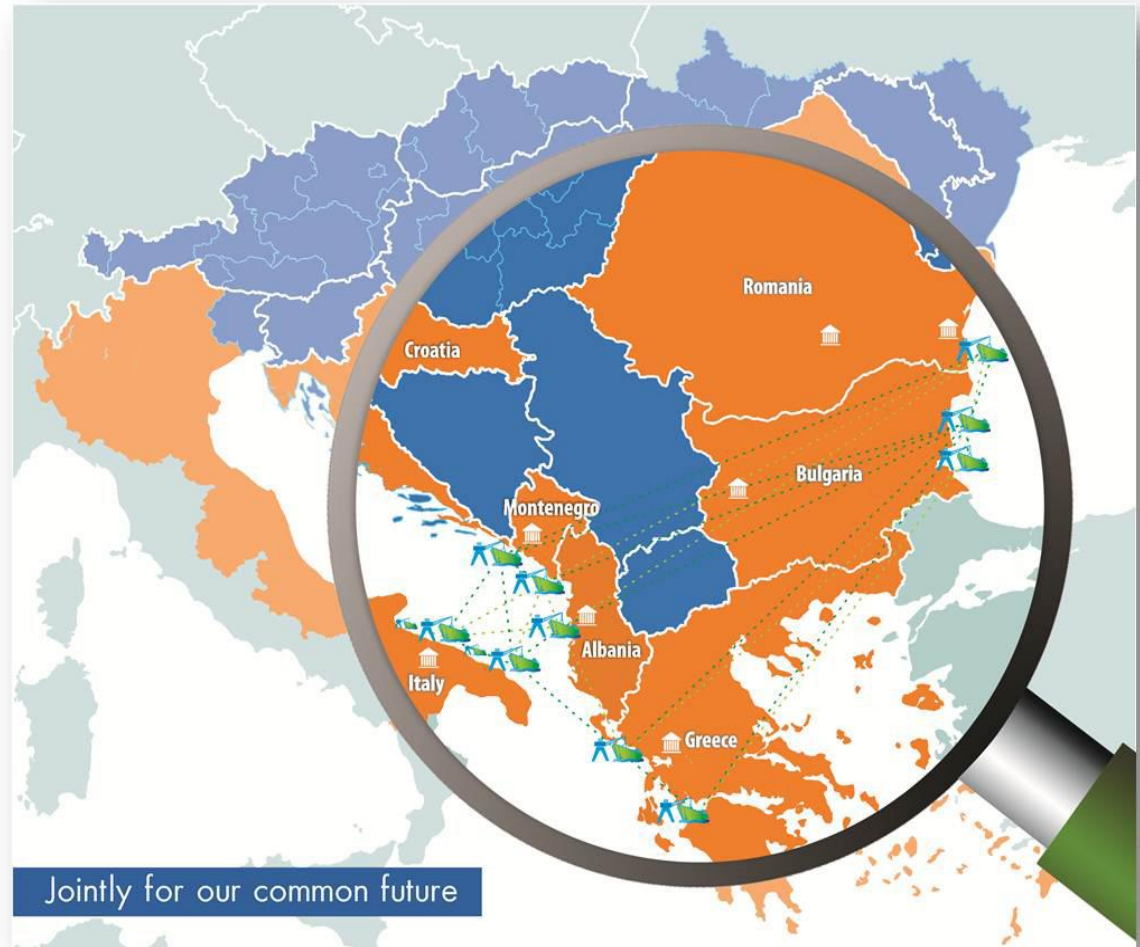 Romania
Croatia
Bulgaria
Montenegro
Albania
Italy
Greece
Jointly for our common future